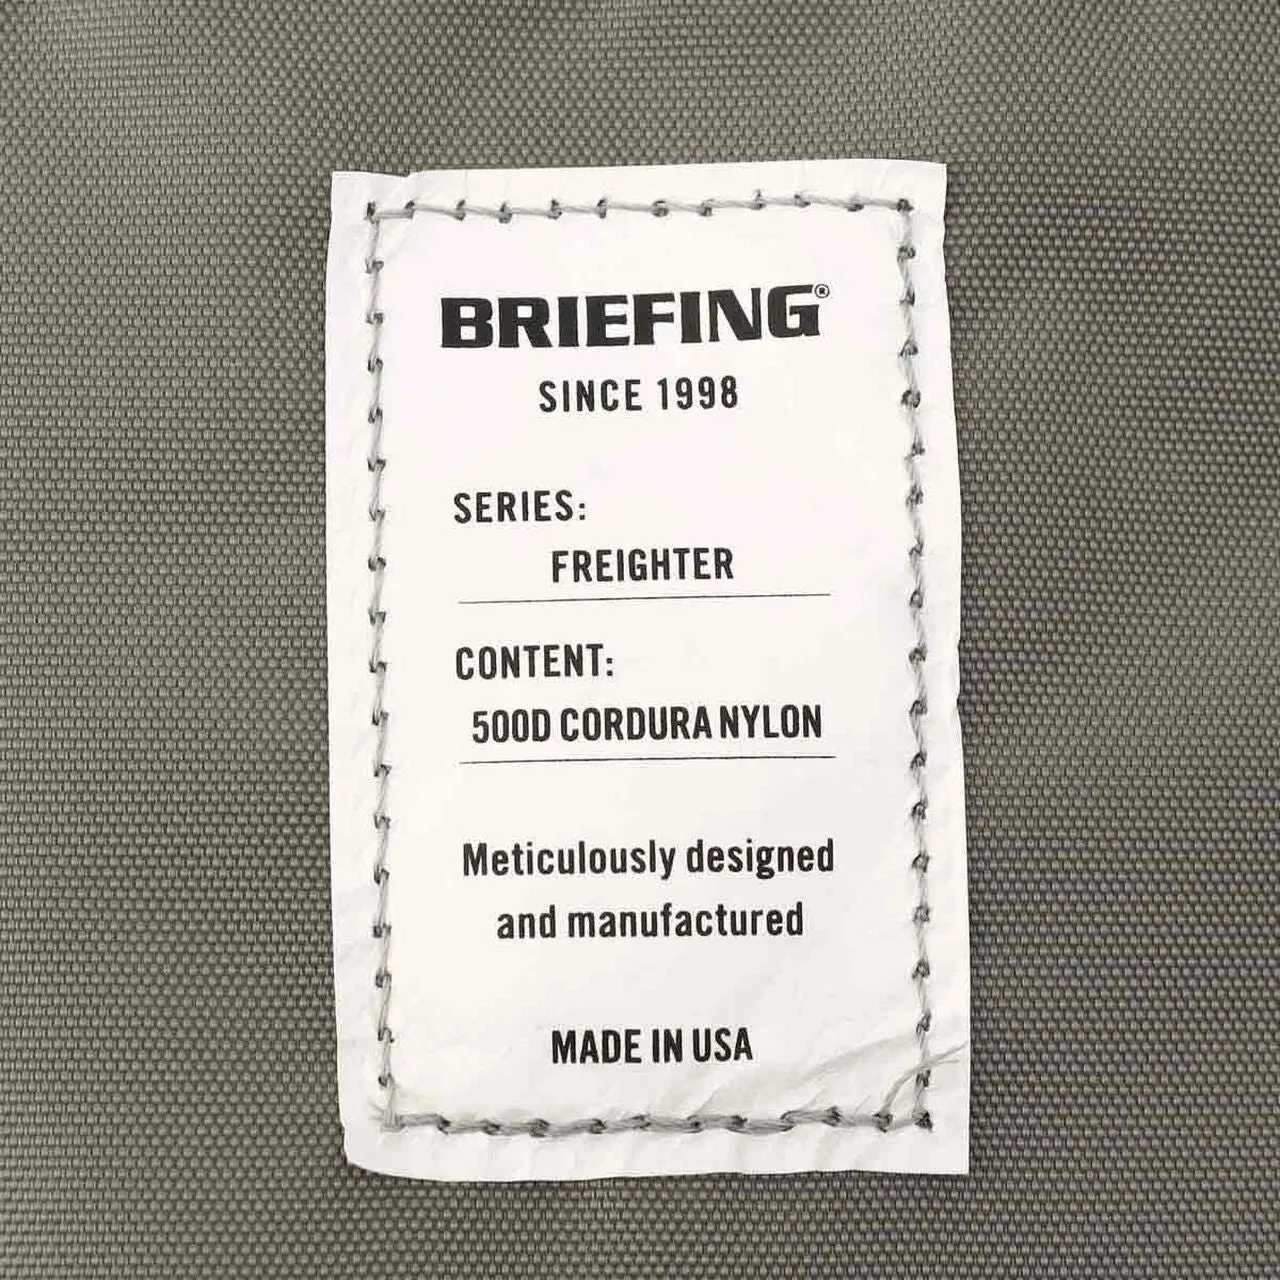 BRIEFING®
SINCE 1998
SERIES:
FREIGHTER
CONTENT:
500D CORDURA NYLON
Meticulously designed
and manufactured
MADE IN USA